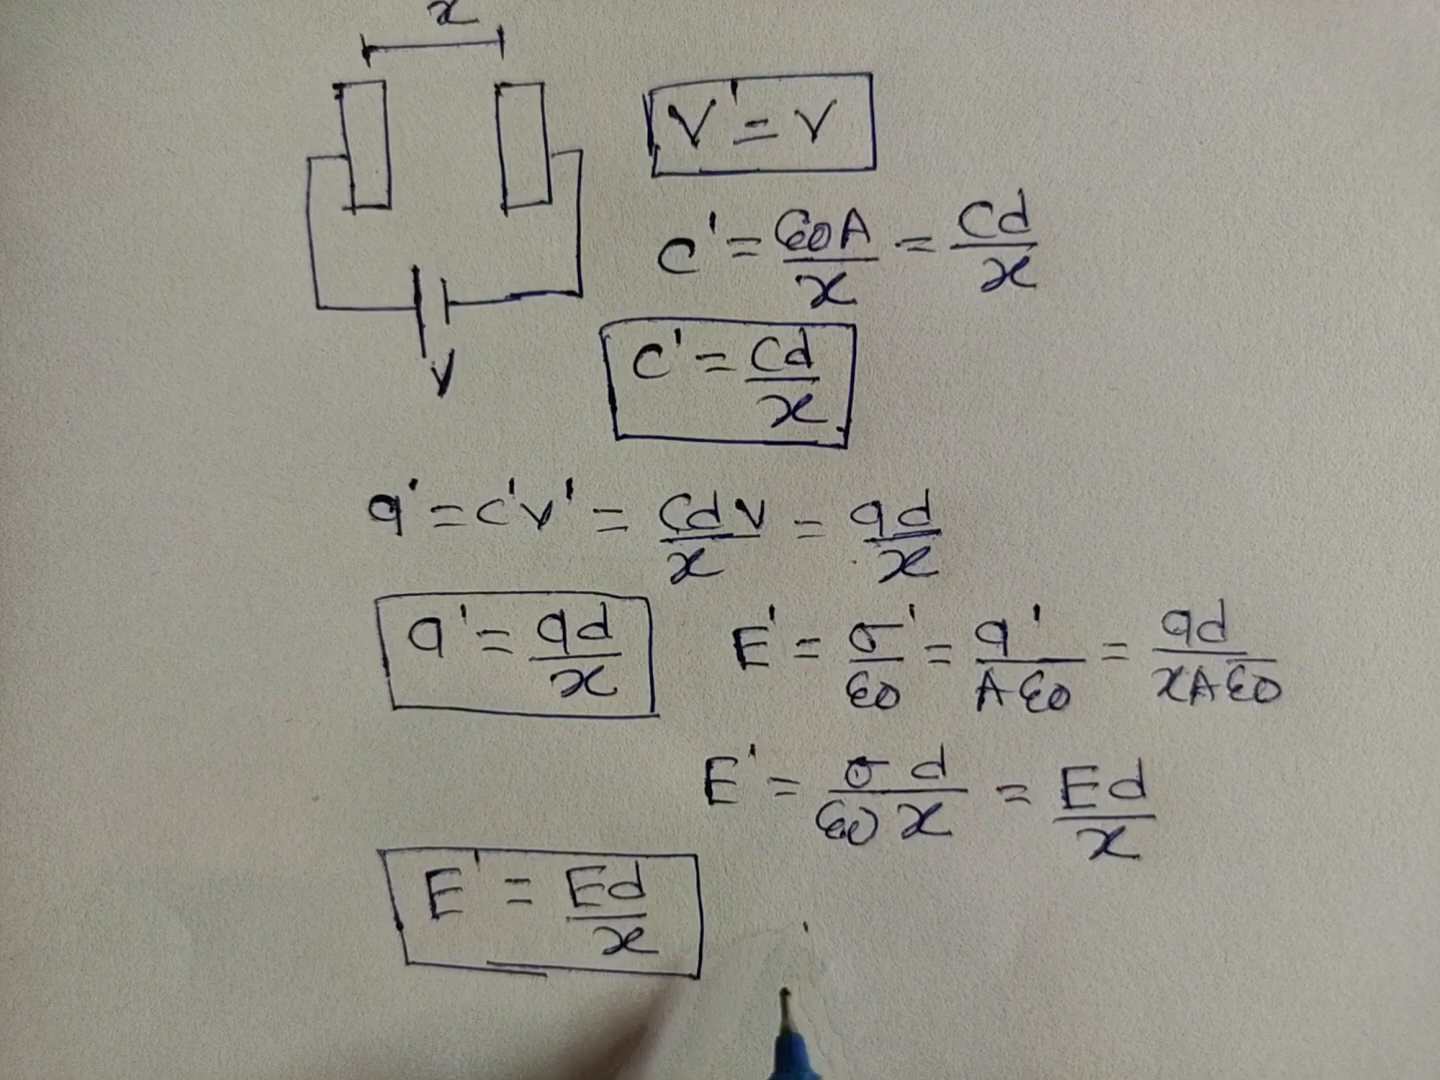 x
V' = V
C' = ε0A/x = Cd/x
C' = Cd/x
V
q' = C'V' = CdV/x = qd/x
q' = qd/x
E' = σ'/ε0 = q'/Aε0 = qd/xAε0
E' = σd/ε0x = Ed/x
E' = Ed/x